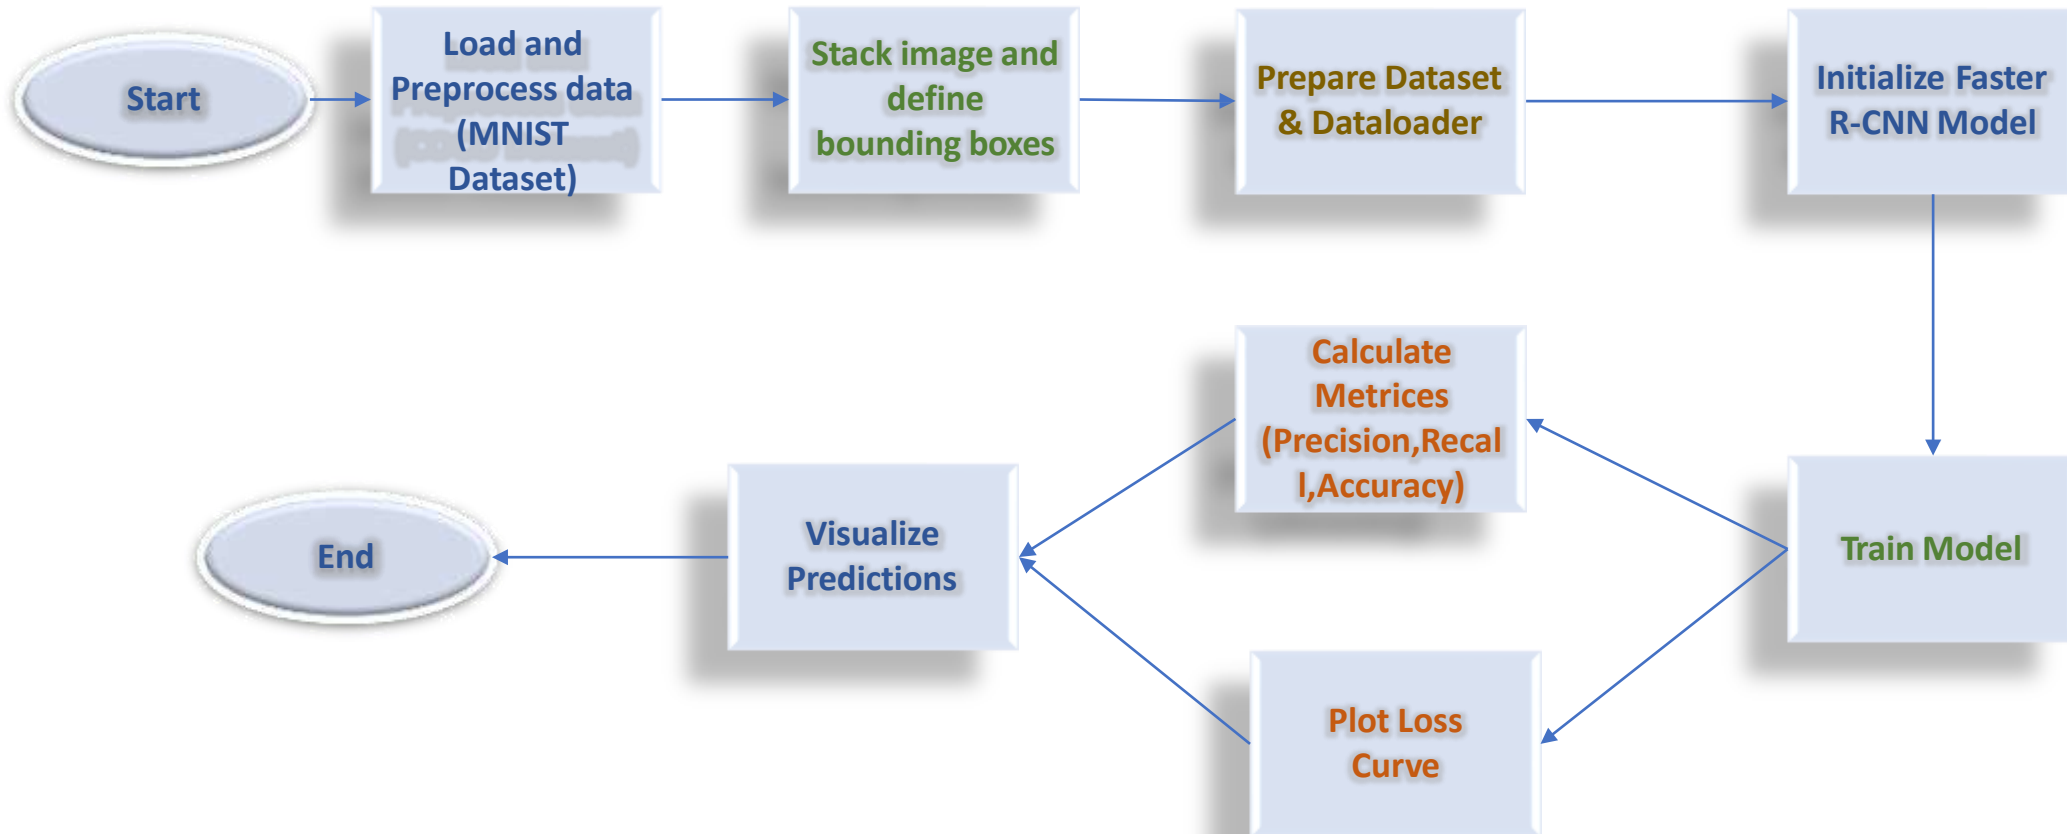 Start
Load and
Preprocess data
(MNIST
Dataset)
Stack image and
define
bounding boxes
Prepare Dataset
& Dataloader
Initialize Faster
R-CNN Model
Train Model
Calculate
Metrices
(Precision,Recal
l,Accuracy)
Plot Loss
Curve
Visualize
Predictions
End